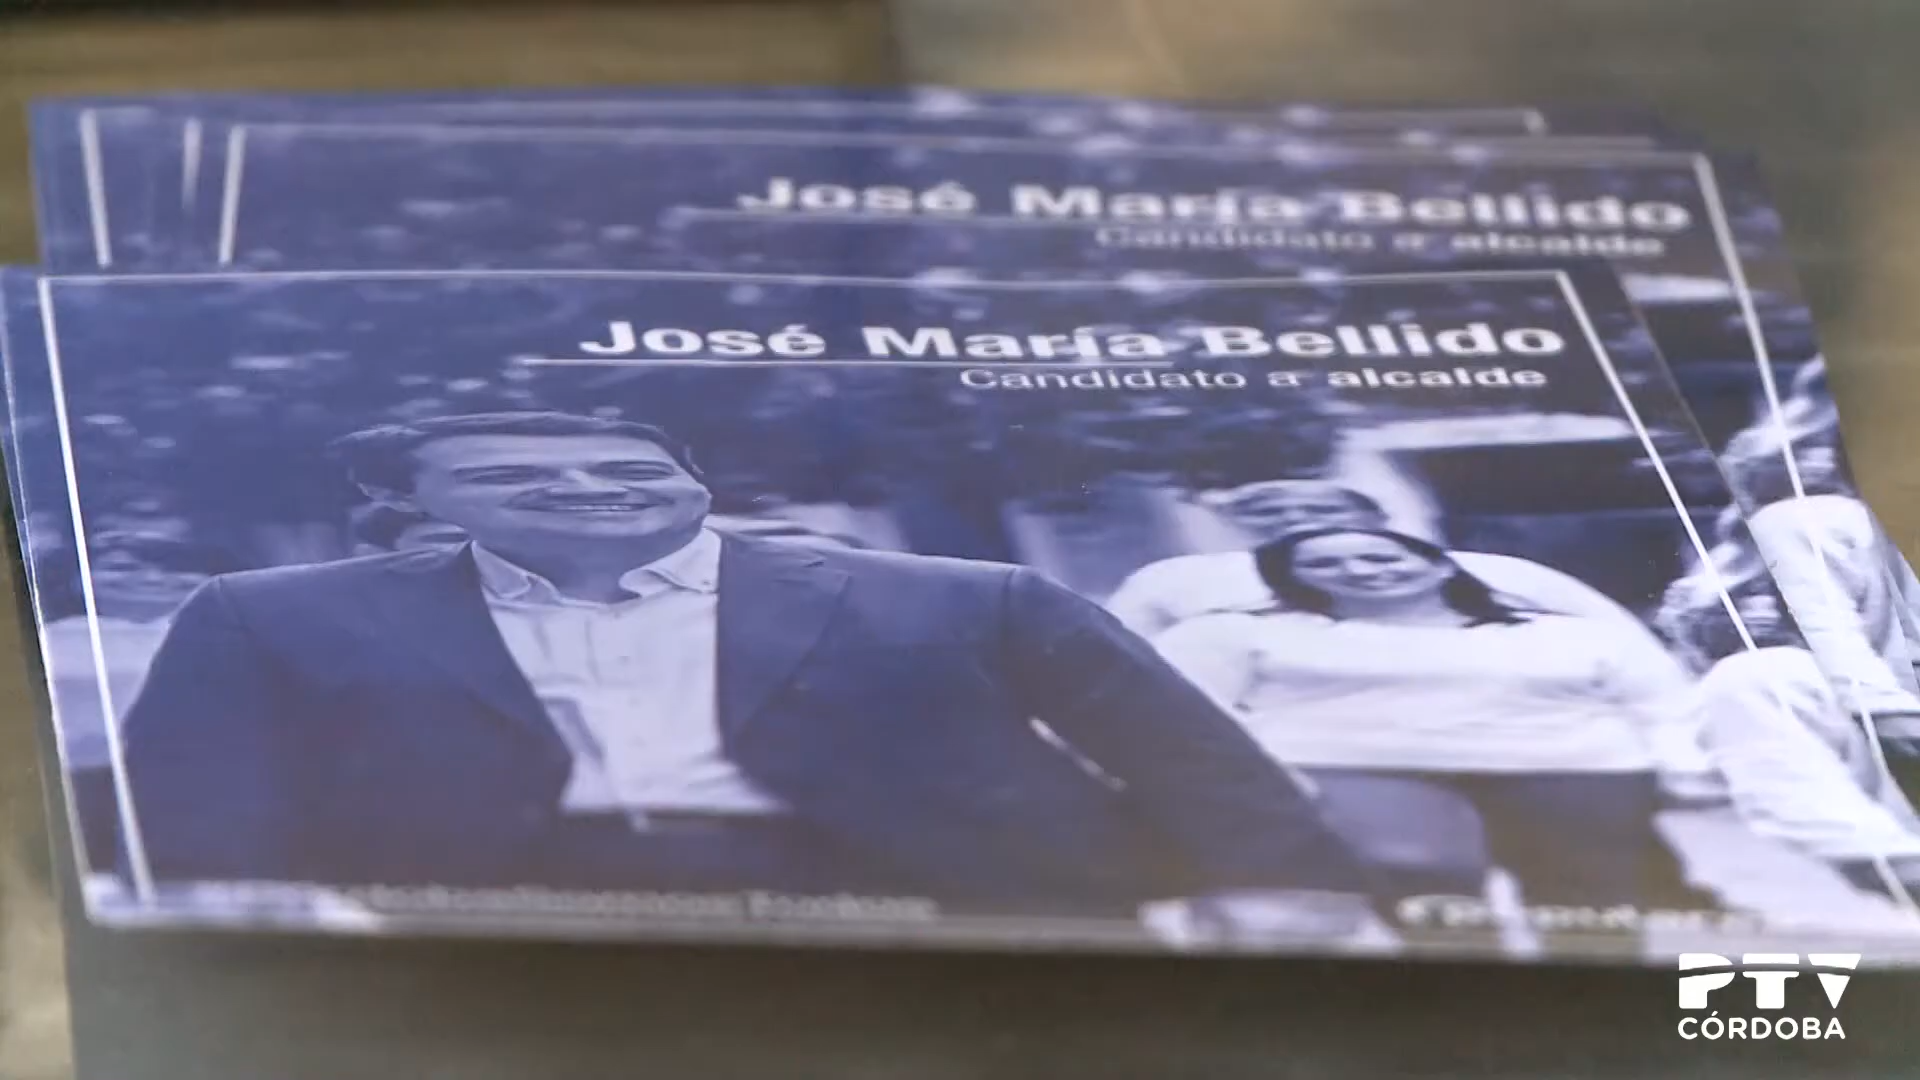 José María Bellido
Candidato a alcalde
José María Bellido
Candidato a alcalde
PTV
CÓRDOBA